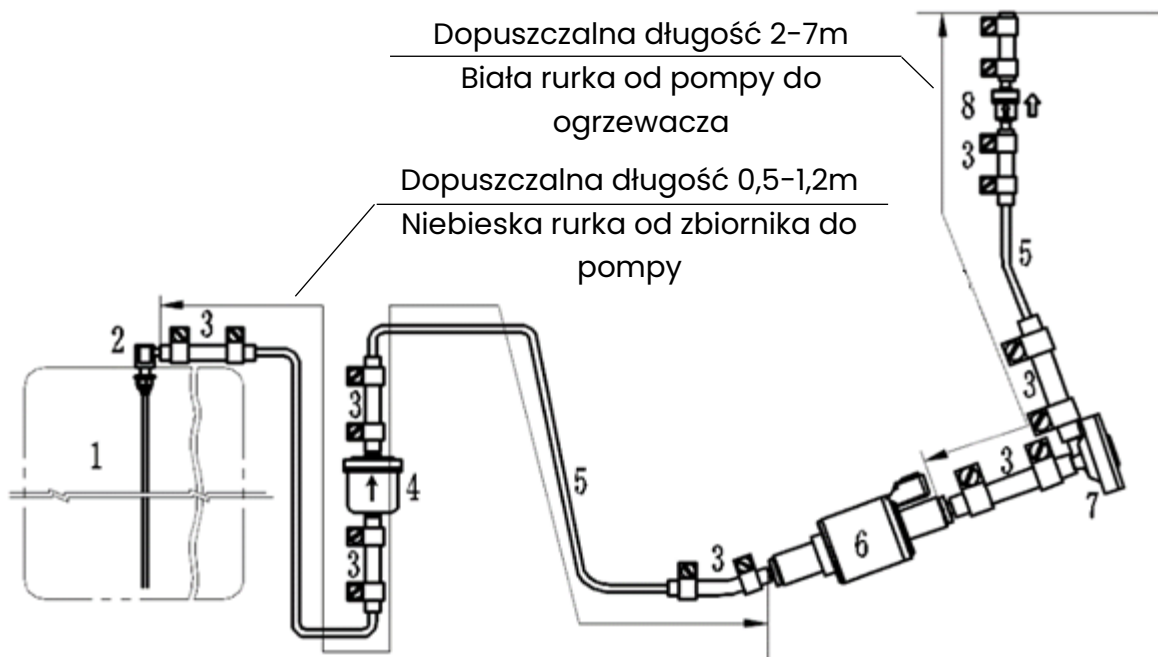 Dopuszczalna długość 2-7m
Biała rurka od pompy do
ogrzewacza
Dopuszczalna długość 0,5-1,2m
Niebieska rurka od zbiornika do
pompy
8
3
5
2
3
3
3
1
4
5
3
3
6
7
3